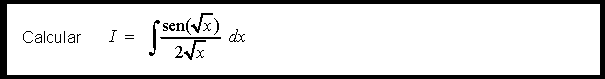 Calcular I = ∫ sen(√x) / 2√x dx